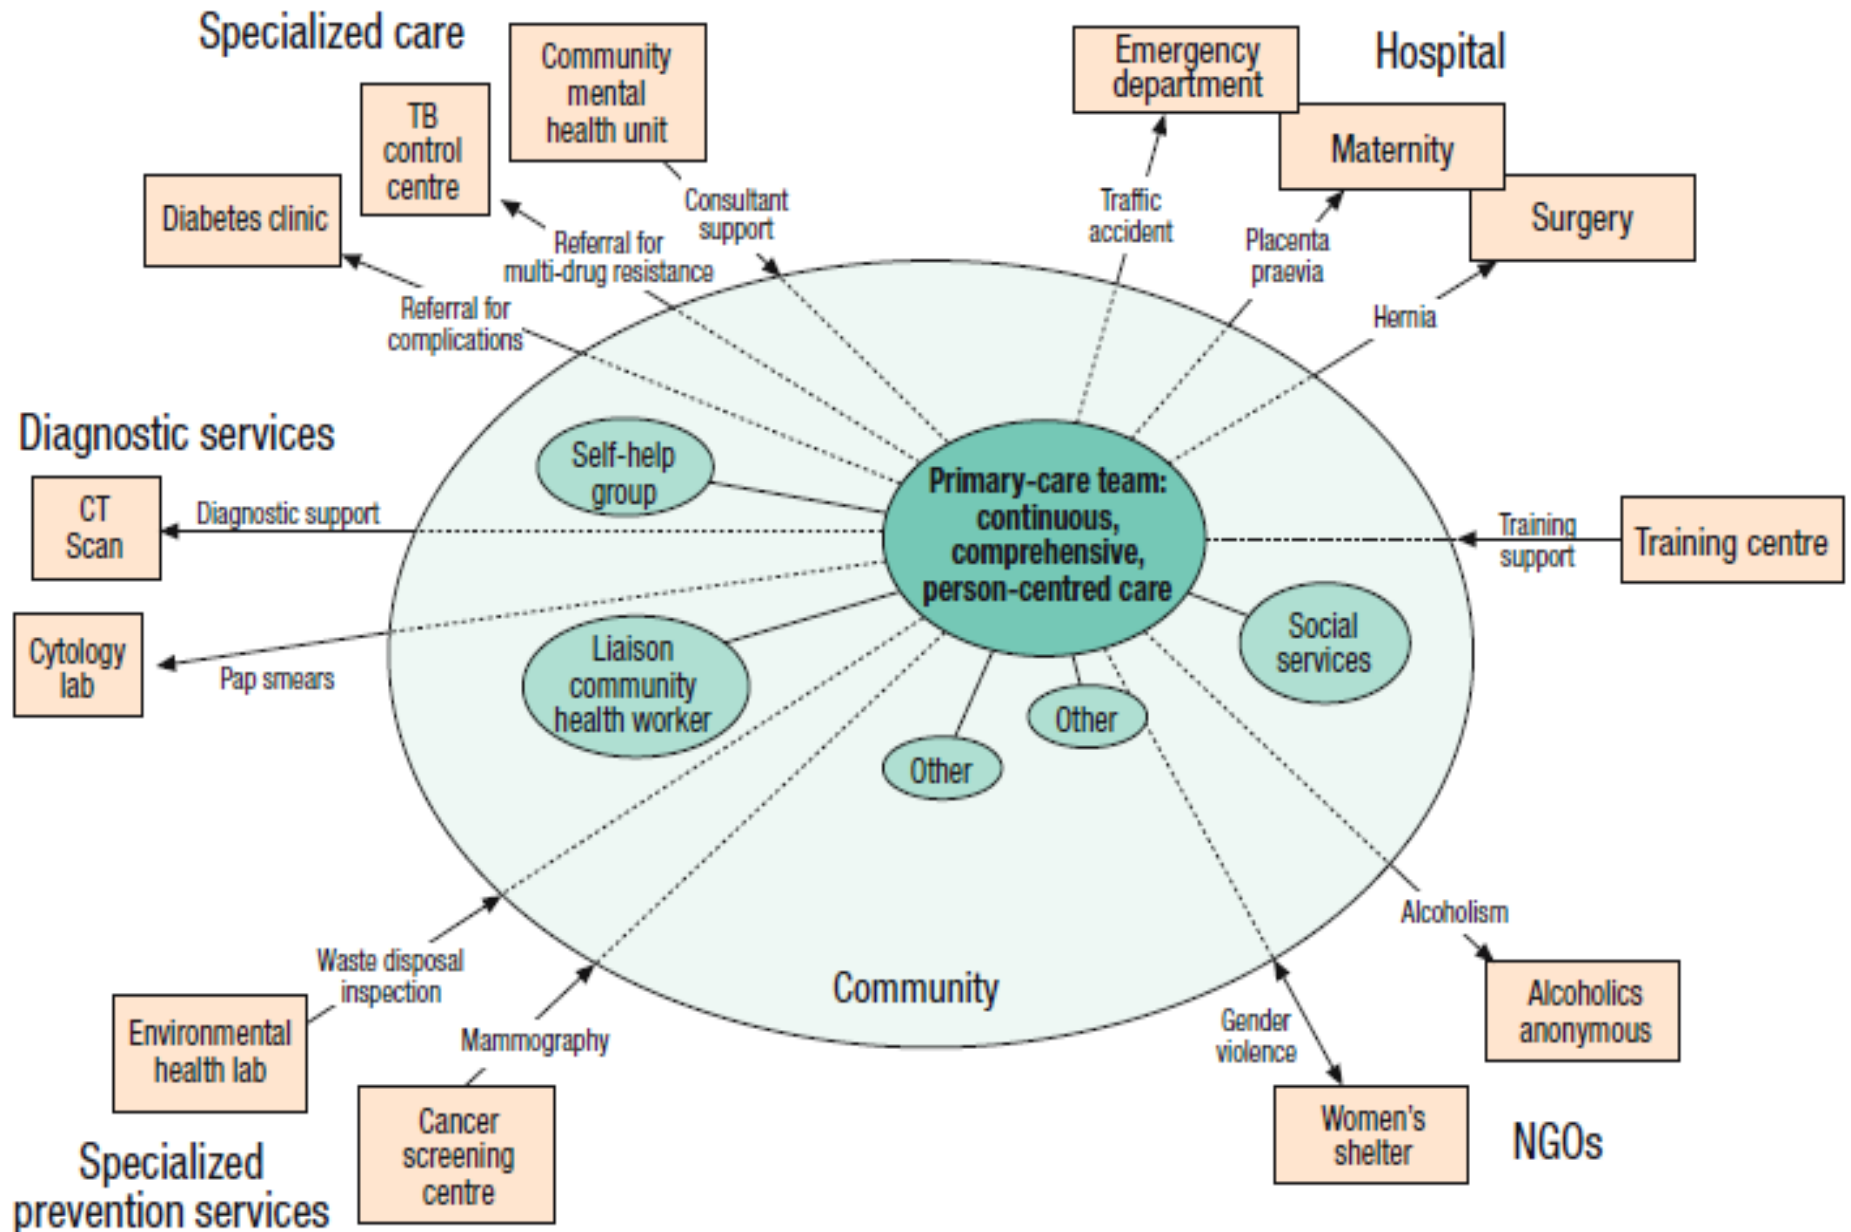 Specialized care
Community
mental
health unit
TB
control
centre
Diabetes clinic
Consultant
support
Referral for
multi-drug resistance
Referral for
complications
Emergency
department
Hospital
Maternity
Surgery
Traffic
accident
Placenta
praevia
Hernia
Diagnostic services
CT
Scan
Diagnostic support
Cytology
lab
Pap smears
Self-help
group
Primary-care team:
continuous,
comprehensive,
person-centred care
Training
support
Training centre
Liaison
community
health worker
Social
services
Other
Other
Community
Waste disposal
inspection
Environmental
health lab
Mammography
Cancer
screening
centre
Specialized
prevention services
Alcoholism
Alcoholics
anonymous
Gender
violence
Women's
shelter
NGOs